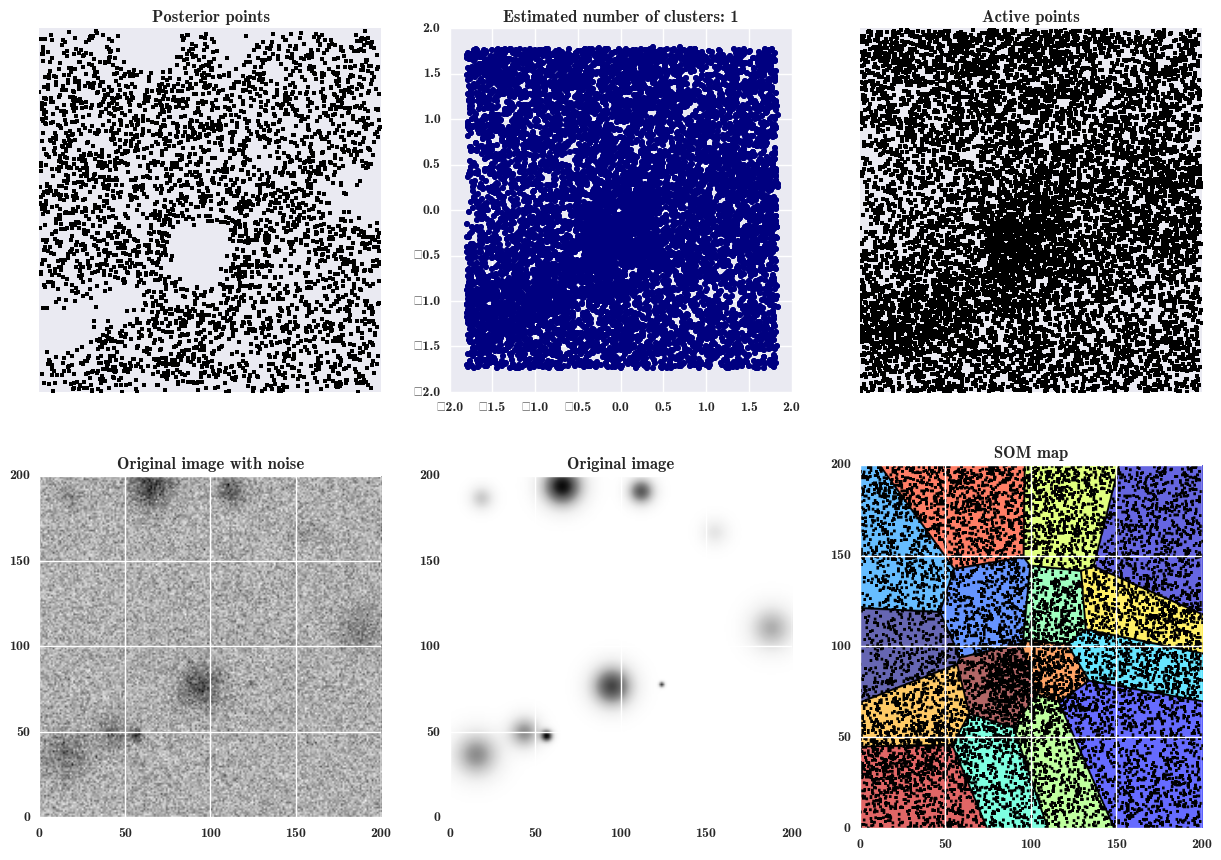 Posterior points
Estimated number of clusters: 1
Active points
2.0
1.5
1.0
0.5
0.0
□0.5
□1.0
□1.5
□2.0
□2.0 □1.5 □1.0 □0.5 0.0 0.5 1.0 1.5 2.0
Original image with noise
Original image
SOM map
200
150
100
50
0
0 50 100 150 200
200
150
100
50
0
0 50 100 150 200
200
150
100
50
0
0 50 100 150 200